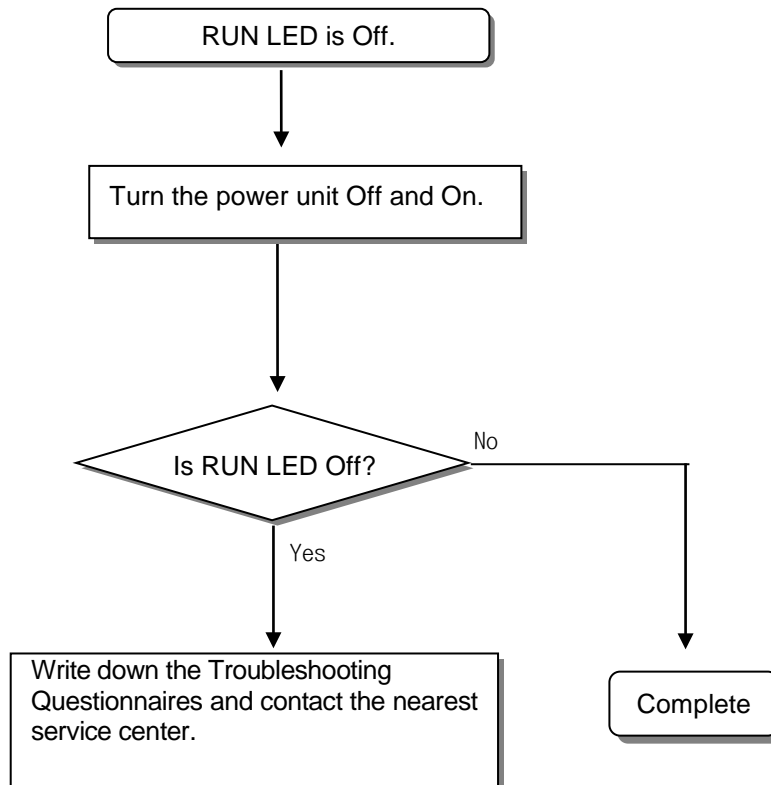 RUN LED is Off.
Turn the power unit Off and On.
Is RUN LED Off?
No
Yes
Write down the Troubleshooting
Questionnaires and contact the nearest
service center.
Complete